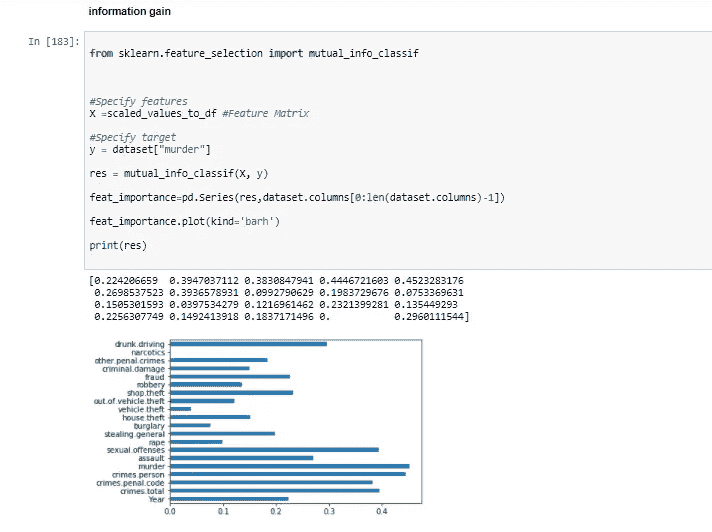 information gain
In [183]:
from sklearn.feature_selection import mutual_info_classif
#Specify features
X =scaled_values_to_df #Feature Matrix
#Specify target
y = dataset["murder"]
res = mutual_info_classif(X, y)
feat_importance=pd.Series(res,dataset.columns[0:len(dataset.columns)-1])
feat_importance.plot(kind='barh')
print(res)
[0.224206659  0.3947037112 0.3830847941 0.4446721603 0.4523283176
0.2698537523 0.3936578931 0.0992790629 0.1983729676 0.0753369631
0.1505301593 0.0397534279 0.1216961462 0.2321399281 0.135449293
0.2256307749 0.1492413918 0.1837171496 0.           0.2960111544]
drunk.driving
narcotics
other.penal.crimes
criminal.damage
fraud
robbery
shop.theft
out.of.vehicle.theft
vehicle.theft
house.theft
burglary
stealing.general
rape
sexual.offenses
assault
murder
crimes.person
crimes.penal.code
crimes.total
Year
0.0 0.1 0.2 0.3 0.4